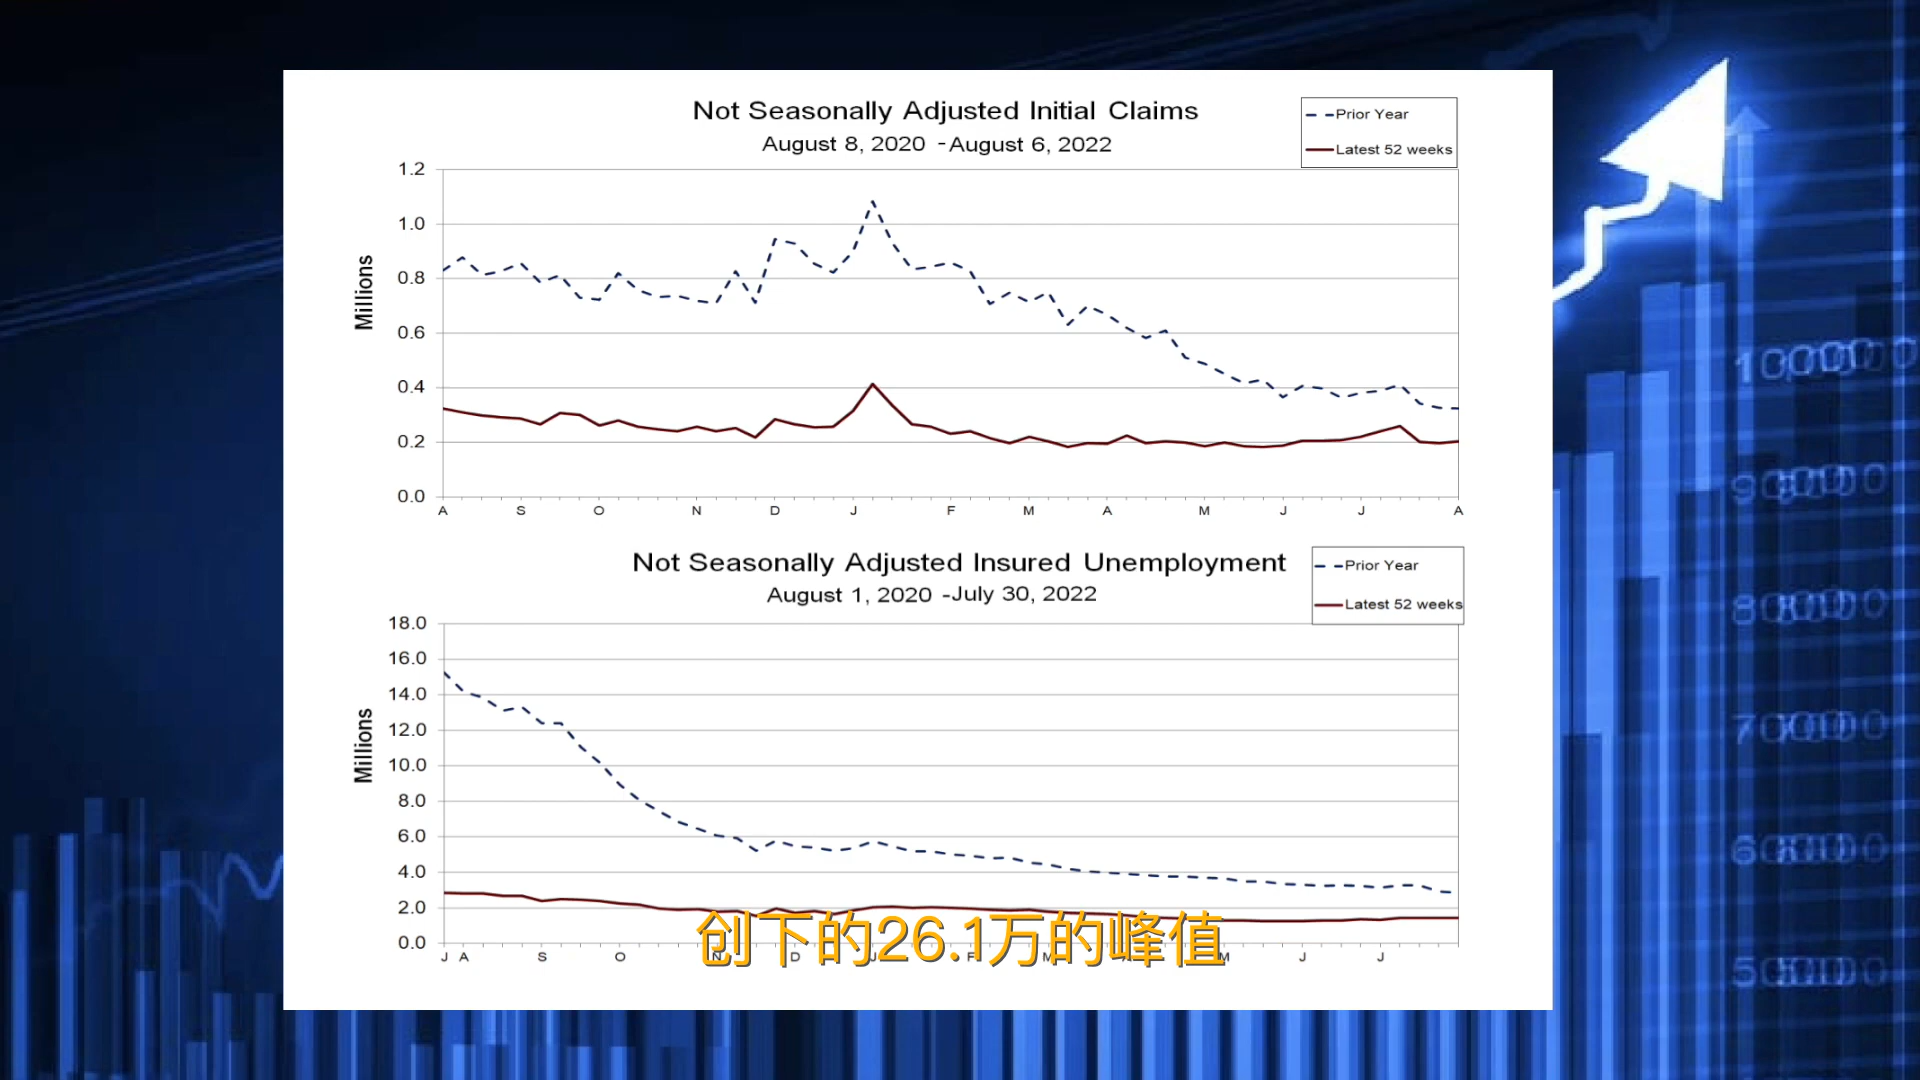 Not Seasonally Adjusted Initial Claims
August 8, 2020 - August 6, 2022
Prior Year
Latest 52 weeks
Millions
1.2
1.0
0.8
0.6
0.4
0.2
0.0
A S O N D J F M A M J J A
Not Seasonally Adjusted Insured Unemployment
August 1, 2020 - July 30, 2022
Prior Year
Latest 52 weeks
Millions
18.0
16.0
14.0
12.0
10.0
8.0
6.0
4.0
2.0
0.0
J A S O N D J F M A M J J
创下的26.1万的峰值